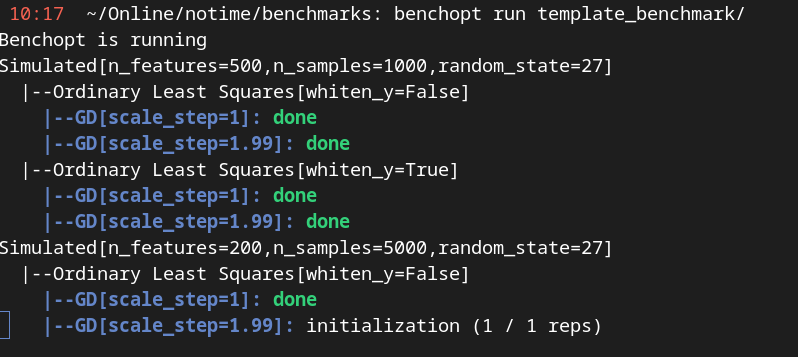 10:17  ~/Online/notime/benchmarks: benchopt run template_benchmark/
Benchopt is running
Simulated[n_features=500,n_samples=1000,random_state=27]
  |--Ordinary Least Squares[whiten_y=False]
    |--GD[scale_step=1]: done
    |--GD[scale_step=1.99]: done
  |--Ordinary Least Squares[whiten_y=True]
    |--GD[scale_step=1]: done
    |--GD[scale_step=1.99]: done
Simulated[n_features=200,n_samples=5000,random_state=27]
  |--Ordinary Least Squares[whiten_y=False]
    |--GD[scale_step=1]: done
    |--GD[scale_step=1.99]: initialization (1 / 1 reps)